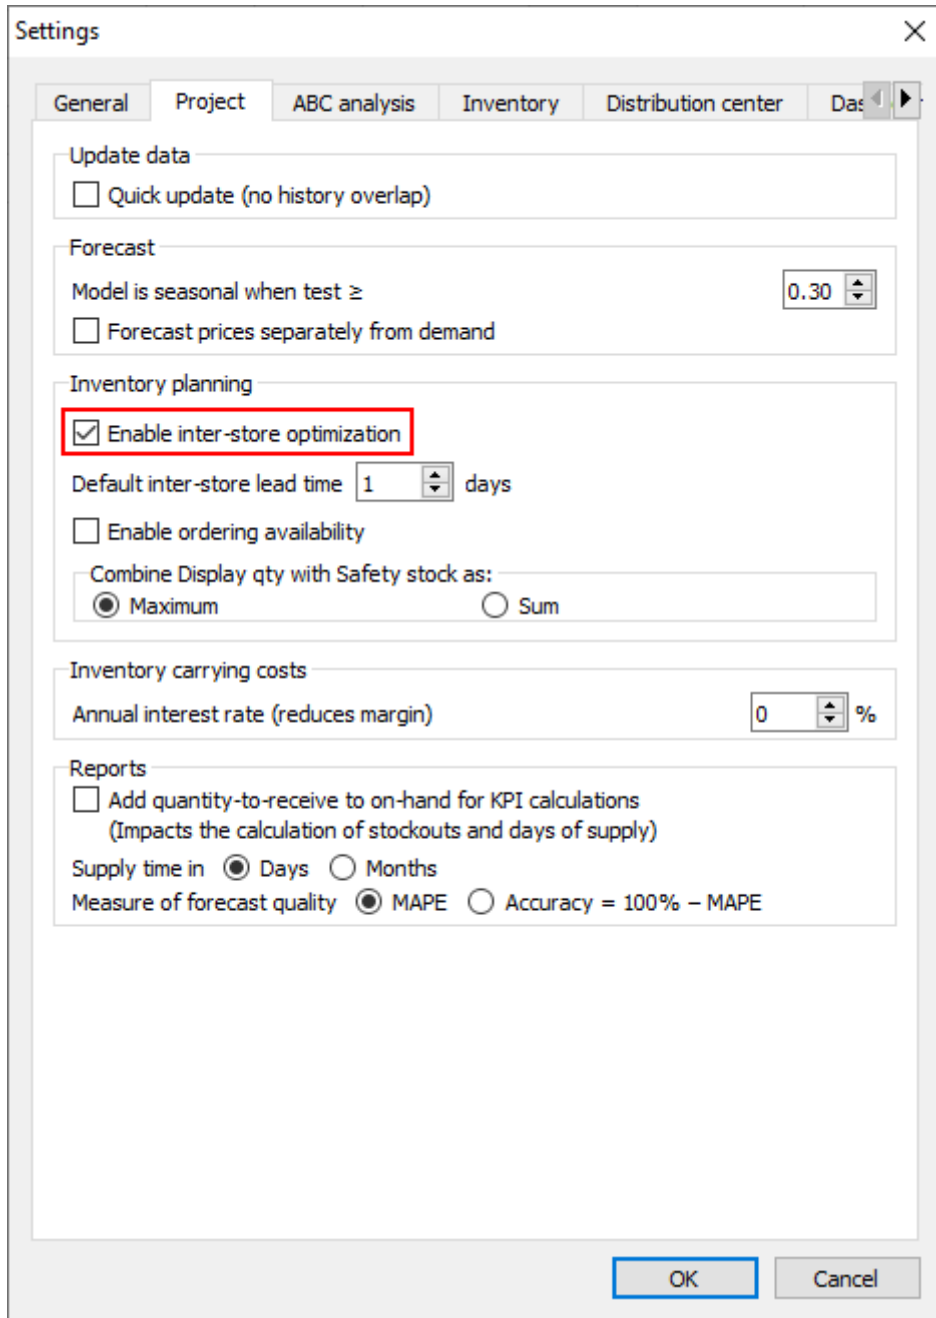 Settings
General Project ABC analysis Inventory Distribution center Das
Update data
Quick update (no history overlap)
Forecast
Model is seasonal when test ≥ 0.30
Forecast prices separately from demand
Inventory planning
Enable inter-store optimization
Default inter-store lead time 1 days
Enable ordering availability
Combine Display qty with Safety stock as:
Maximum Sum
Inventory carrying costs
Annual interest rate (reduces margin) 0 %
Reports
Add quantity-to-receive to on-hand for KPI calculations
(Impacts the calculation of stockouts and days of supply)
Supply time in Days Months
Measure of forecast quality MAPE Accuracy = 100% – MAPE
OK Cancel